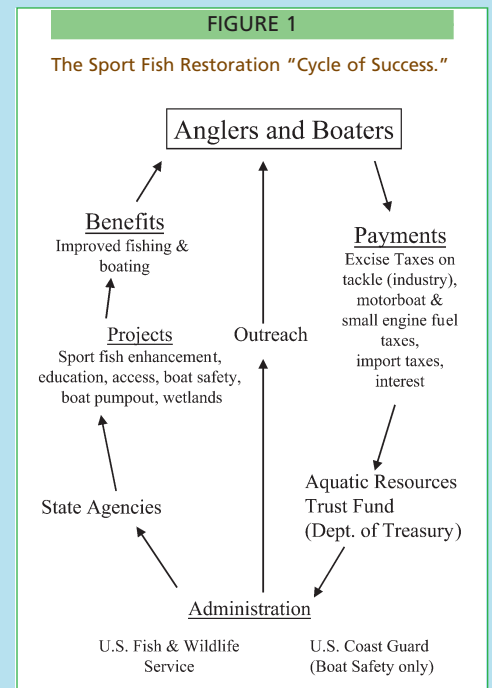 FIGURE 1
The Sport Fish Restoration “Cycle of Success.”
Anglers and Boaters
Benefits
Improved fishing &
boating
Payments
Excise Taxes on
tackle (industry),
motorboat &
small engine fuel
taxes,
import taxes,
interest
Projects
Sport fish enhancement,
education, access, boat safety,
boat pumpout, wetlands
Outreach
Aquatic Resources
Trust Fund
(Dept. of Treasury)
State Agencies
Administration
U.S. Fish & Wildlife
Service
U.S. Coast Guard
(Boat Safety only)